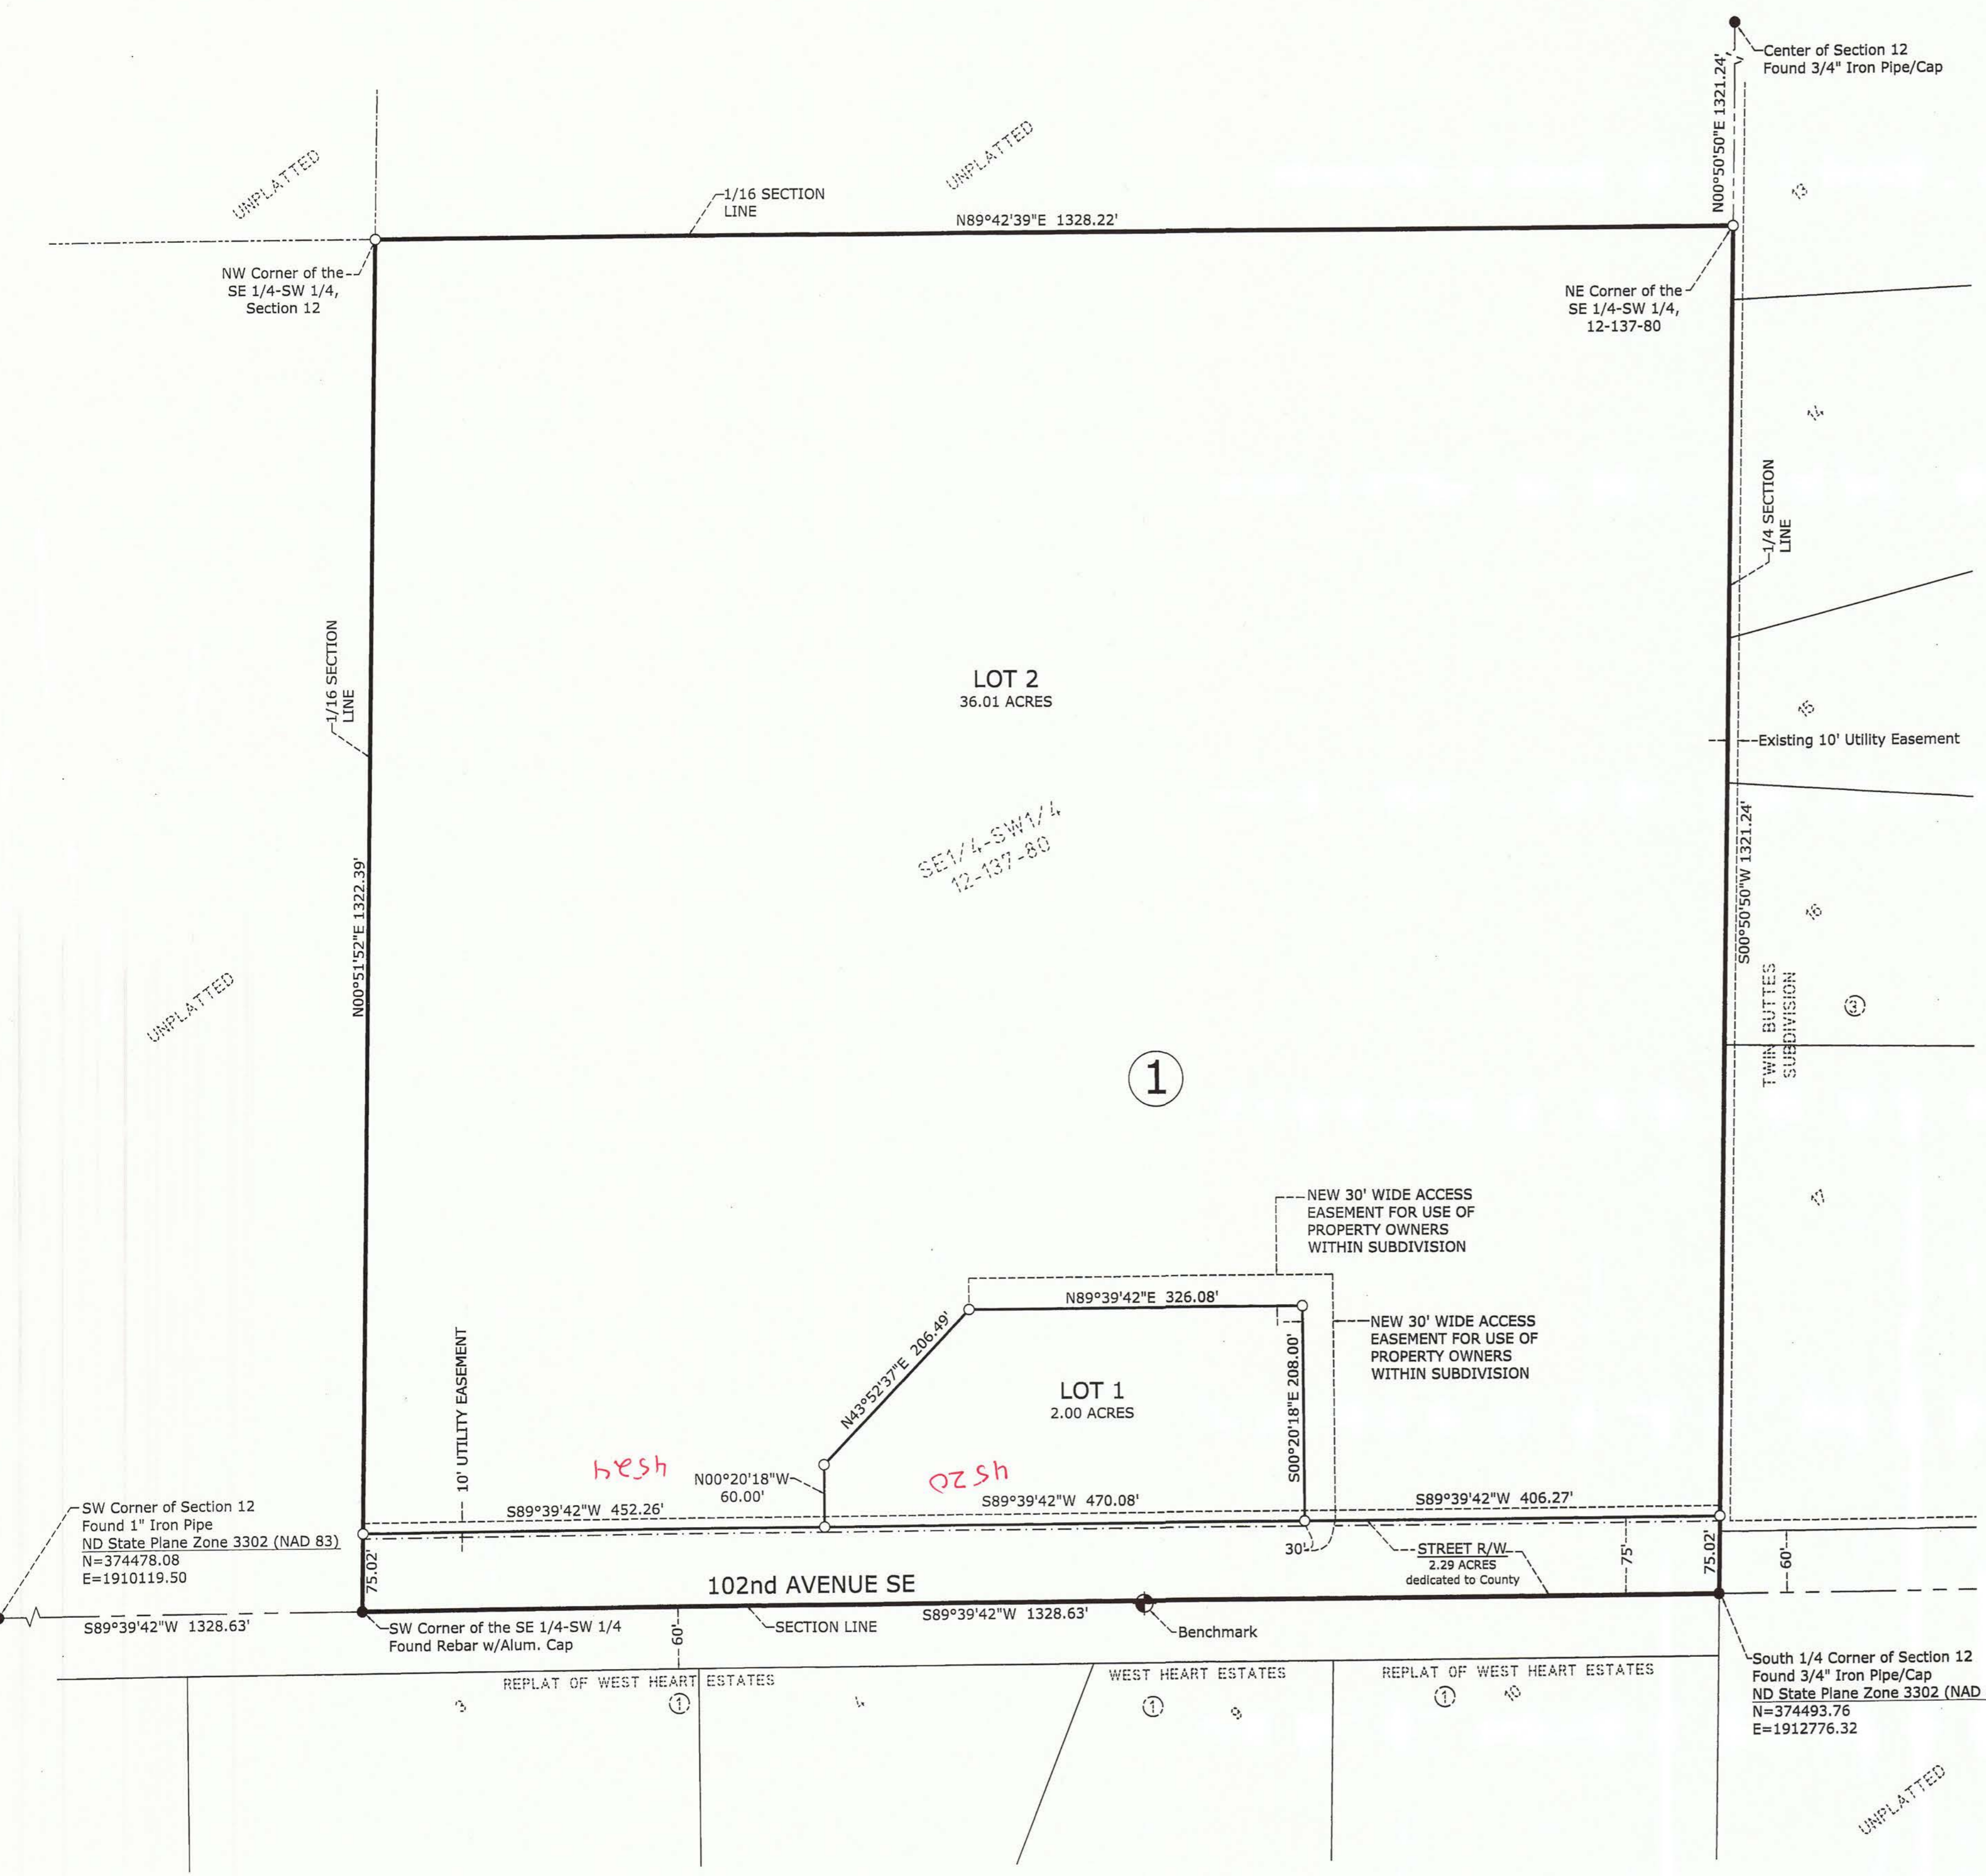 Center of Section 12
Found 3/4" Iron Pipe/Cap
N00°50'50"E 1321.24'
UNPLATTED
UNPLATTED
1/16 SECTION
LINE
N89°42'39"E 1328.22'
13
NW Corner of the
SE 1/4-SW 1/4,
Section 12
NE Corner of the
SE 1/4-SW 1/4,
12-137-80
14
1/4 SECTION
LINE
1/16 SECTION
LINE
LOT 2
36.01 ACRES
15
Existing 10' Utility Easement
SE1/4-SW1/4
12-137-80
N00°51'52"E 1322.39'
S00°50'50"W 1321.24'
16
UNPLATTED
TWIN BUTTES
SUBDIVISION
3
1
17
NEW 30' WIDE ACCESS
EASEMENT FOR USE OF
PROPERTY OWNERS
WITHIN SUBDIVISION
N89°39'42"E 326.08'
NEW 30' WIDE ACCESS
EASEMENT FOR USE OF
PROPERTY OWNERS
WITHIN SUBDIVISION
N43°52'37"E 206.49'
S00°20'18"E 208.00'
LOT 1
2.00 ACRES
10' UTILITY EASEMENT
4524
N00°20'18"W
60.00'
4520
S89°39'42"W 452.26'
S89°39'42"W 470.08'
S89°39'42"W 406.27'
SW Corner of Section 12
Found 1" Iron Pipe
ND State Plane Zone 3302 (NAD 83)
N=374478.08
E=1910119.50
75.02'
30'
STREET R/W
2.29 ACRES
dedicated to County
75'
75.02'
60'
102nd AVENUE SE
S89°39'42"W 1328.63'
SW Corner of the SE 1/4-SW 1/4
Found Rebar w/Alum. Cap
60'
SECTION LINE
S89°39'42"W 1328.63'
Benchmark
South 1/4 Corner of Section 12
Found 3/4" Iron Pipe/Cap
ND State Plane Zone 3302 (NAD
N=374493.76
E=1912776.32
REPLAT OF WEST HEART ESTATES
WEST HEART ESTATES
REPLAT OF WEST HEART ESTATES
3
1
4
1
9
1
10
UNPLATTED